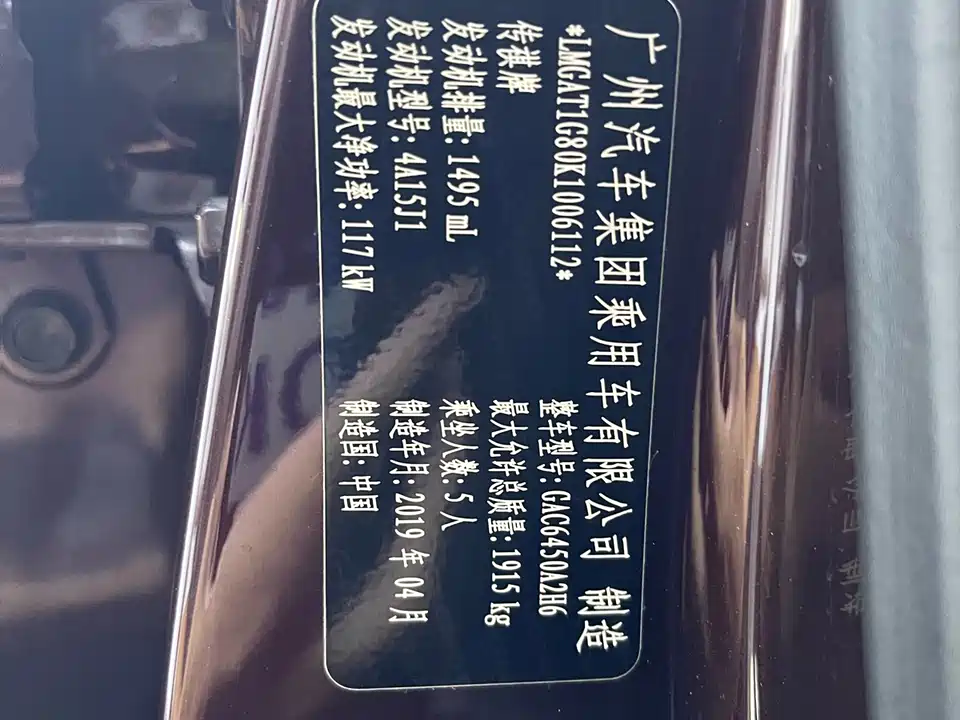 广州汽车集团乘用车有限公司 制造
*LMGAT1G80K1006112*
传祺牌
整车型号:GAC6450A2H6
最大允许总质量:1915 kg
发动机排量:1495 mL
乘坐人数:5人
发动机型号:4A15J1
制造年月:2019 年 04 月
发动机最大净功率:117 kW
制造国:中国